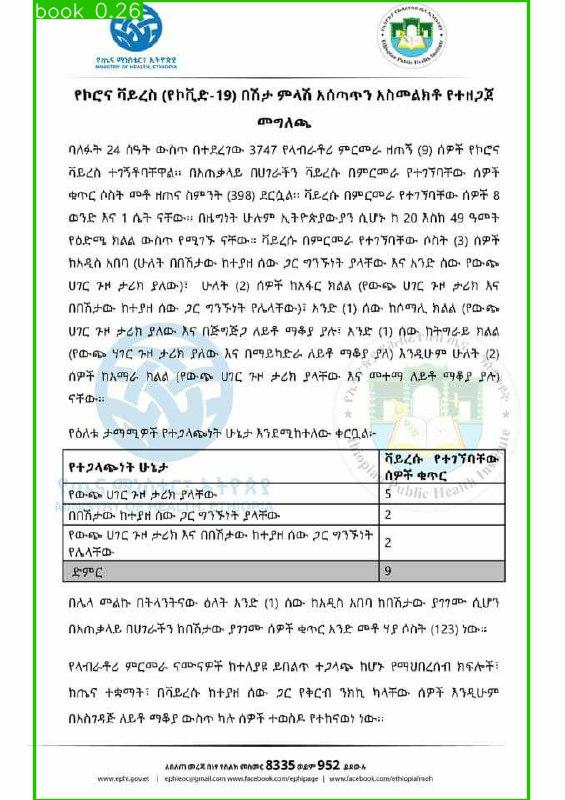 book 0.26
የጤና ሚኒስቴር፣ ኢትዮጵያ
MINISTRY OF HEALTH, ETHIOPIA
Ethiopian Public Health Institute
የኮሮና ቫይረስ (የኮቪድ-19) በሽታ ምላሽ አሰጣጥን አስመልክቶ የተዘጋጀ
መግለጫ
ባለፉት 24 ሰዓት ውስጥ በተደረገው 3747 የላብራቶሪ ምርመራ ዘጠኝ (9) ሰዎች የኮሮና
ቫይረስ ተገኝቶባቸዋል። በአጠቃላይ በሀገራችን ቫይረሱ በምርመራ የተገኘባቸው ሰዎች
ቁጥር ሶስት መቶ ዘጠና ስምንት (398) ደርሷል። ቫይረሱ በምርመራ የተገኘባቸው ሰዎች 8
ወንድ እና 1 ሴት ናቸው። በዜግነት ሁሉም ኢትዮጵያውያን ሲሆኑ ከ 20 እስከ 49 ዓመት
የዕድሜ ክልል ውስጥ የሚገኙ ናቸው። ቫይረሱ በምርመራ የተገኘባቸው ሶስት (3) ሰዎች
ከአዲስ አበባ (ሁለት በበሽታው ከተያዘ ሰው ጋር ግንኙነት ያላቸው እና አንድ ሰው የውጭ
ሀገር ጉዞ ታሪክ ያለው)፣ ሁለት (2) ሰዎች ከአፋር ክልል (የውጭ ሀገር ጉዞ ታሪክ እና
በበሽታው ከተያዘ ሰው ጋር ግንኙነት የሌላቸው)፣ አንድ (1) ሰው ከሶማሊ ክልል (የውጭ
ሀገር ጉዞ ታሪክ ያለው እና በጅግጅጋ ለይቶ ማቆያ ያሉ፣ አንድ (1) ሰው ከትግራይ ክልል
(የውጭ ሃገር ጉዞ ታሪክ ያለው እና በማይካድራ ለይቶ ማቆያ ያለ) እንዲሁም ሁለት (2)
ሰዎች ከአማራ ክልል (የውጭ ሀገር ጉዞ ታሪክ ያላቸው እና መተማ ለይቶ ማቆያ ያሉ)
ናቸው።
የዕለቱ ታማሚዎች የተጋላጭነት ሁኔታ እንደሚከተለው ቀርቧል፦
የተጋላጭነት ሁኔታ ቫይረሱ የተገኘባቸው
ሰዎች ቁጥር
የውጭ ሀገር ጉዞ ታሪክ ያላቸው 5
በበሽታው ከተያዘ ሰው ጋር ግንኙነት ያላቸው 2
የውጭ ሀገር ጉዞ ታሪክ እና በበሽታው ከተያዘ ሰው ጋር ግንኙነት
የሌላቸው 2
ድምር 9
በሌላ መልኩ በትላንትናው ዕለት አንድ (1) ሰው ከአዲስ አበባ ከበሽታው ያገገሙ ሲሆን
በአጠቃላይ በሀገራችን ከበሽታው ያገገሙ ሰዎች ቁጥር አንድ መቶ ሃያ ሶስት (123) ነው።
የላብራቶሪ ምርመራ ናሙናዎች ከተለያዩ ይበልጥ ተጋላጭ ከሆኑ የማህበረሰብ ክፍሎች፣
ከጤና ተቋማት፣ በቫይረሱ ከተያዘ ሰው ጋር የቀርብ ንክኪ ካላቸው ሰዎች እንዲሁም
በአስገዳጅ ለይቶ ማቆያ ውስጥ ካሉ ሰዎች ተወስዶ የተከናወነ ነው።
ለበለጠ መረጃ በነፃ የስልክ መስመር 8335 ወይም 952 ይደውሉ
www.ephi.gov.et | ephieoc@gmail.com www.facebook.com/ephipage | www.facebook.com/ethiopiafmoh